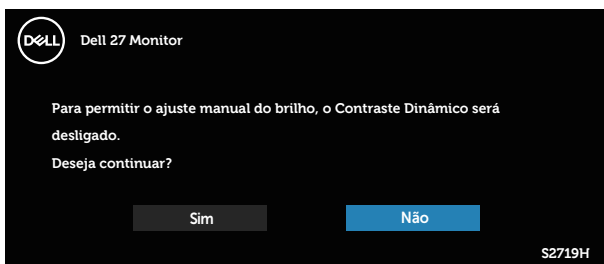 DELL
Dell 27 Monitor
Para permitir o ajuste manual do brilho, o Contraste Dinâmico será
desligado.
Deseja continuar?
Sim
Não
S2719H